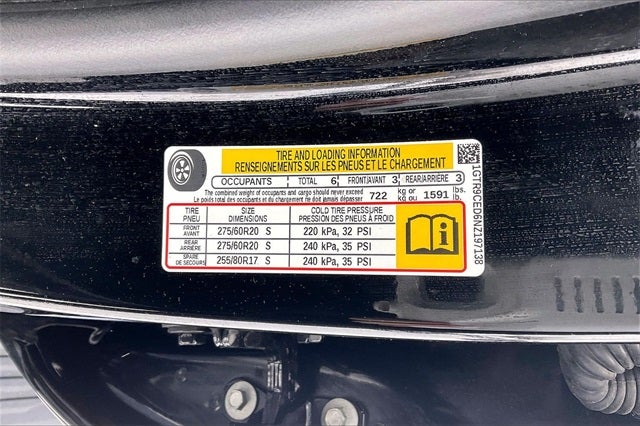 TIRE AND LOADING INFORMATION
RENSEIGNEMENTS SUR LES PNEUS ET LE CHARGEMENT
OCCUPANTS TOTAL 6 FRONT/AVANT 3 REAR/ARRIÈRE 3
The combined weight of occupants and cargo should never exceed 722 kg or 1591 lbs.
Le poids total des occupants et du chargement ne doit jamais dépasser kg ou lb.
TIRE SIZE COLD TIRE PRESSURE
PNEU DIMENSIONS PRESSION DES PNEUS À FROID
FRONT
AVANT 275/60R20 S 220 kPa, 32 PSI
REAR
ARRIÈRE 275/60R20 S 240 kPa, 35 PSI
SPARE
DE SECOURS 255/80R17 S 240 kPa, 35 PSI
1GTR9CED6NZ197138